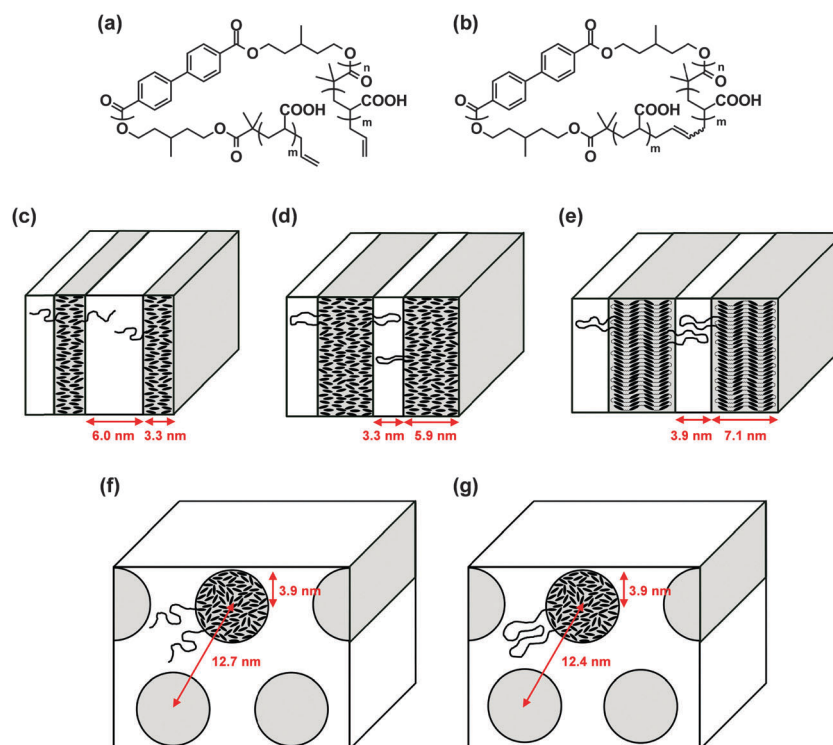 (a)
(b)
O
O
O
O
O
O
n
COOH
COOH
m
m
O
O
O
O
O
O
O
O
n
COOH
COOH
m
m
O
O
O
O
(c)
(d)
(e)
6.0 nm
3.3 nm
3.3 nm
5.9 nm
3.9 nm
7.1 nm
(f)
(g)
3.9 nm
12.7 nm
3.9 nm
12.4 nm